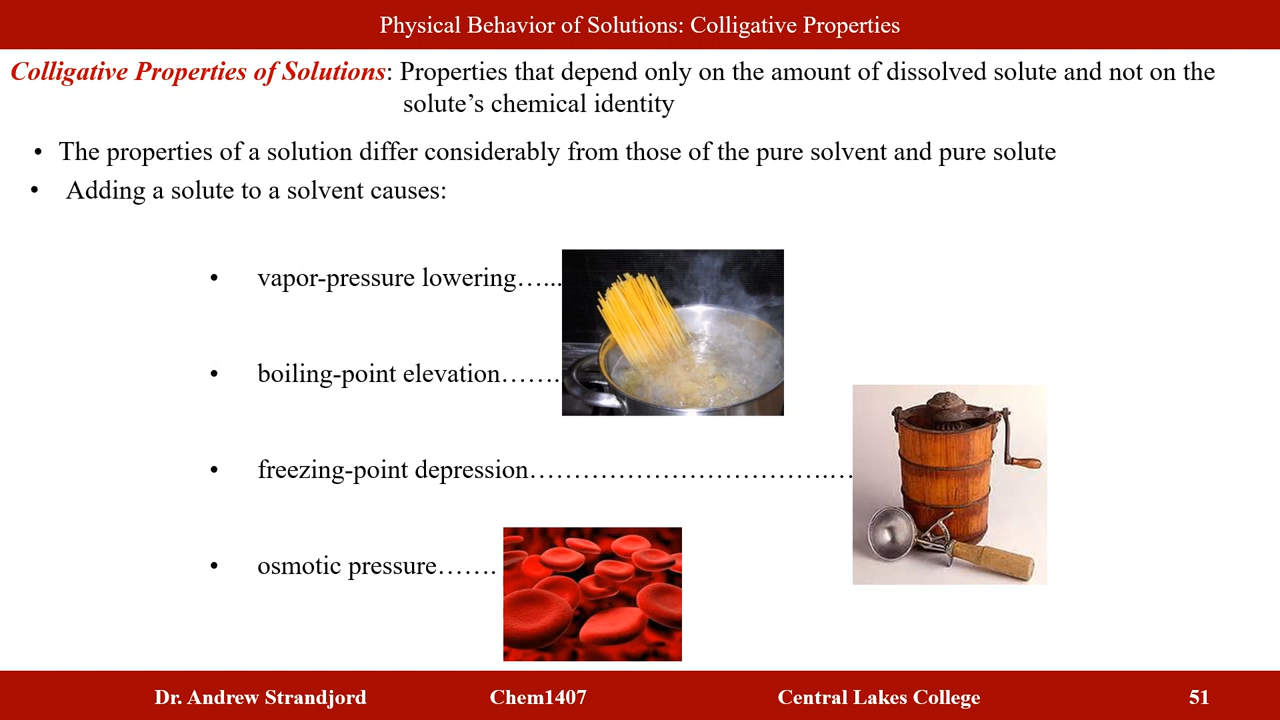 Physical Behavior of Solutions: Colligative Properties
Colligative Properties of Solutions: Properties that depend only on the amount of dissolved solute and not on the
solute’s chemical identity
• The properties of a solution differ considerably from those of the pure solvent and pure solute
• Adding a solute to a solvent causes:
• vapor-pressure lowering…...
• boiling-point elevation…….
• freezing-point depression…………………………….…
• osmotic pressure…….
Dr. Andrew Strandjord Chem1407 Central Lakes College 51